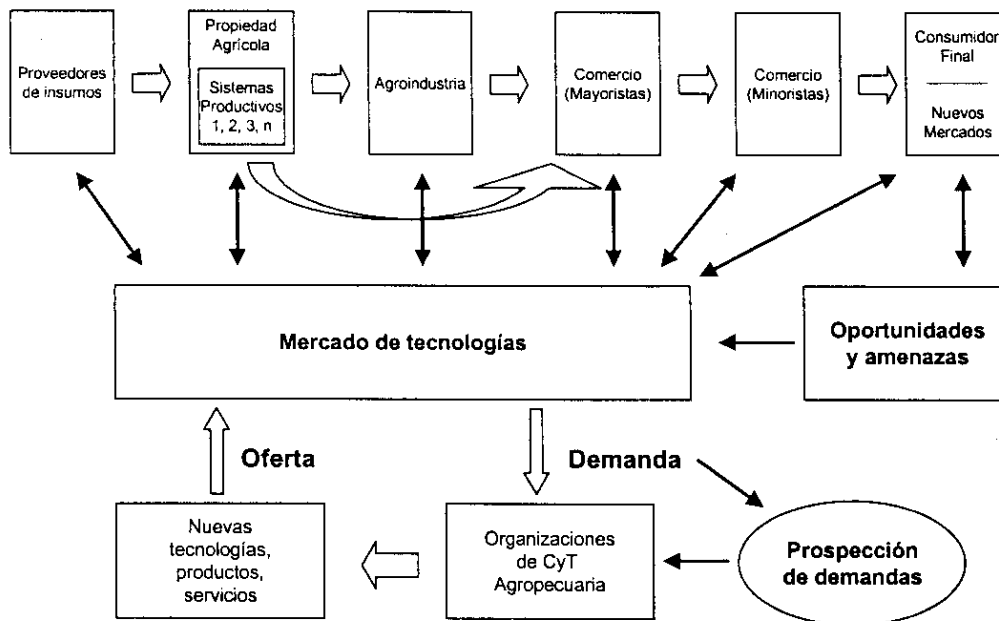 Proveedores
de insumos
Propiedad
Agrícola
Sistemas
Productivos
1, 2, 3, n
Agroindustria
Comercio
(Mayoristas)
Comercio
(Minoristas)
Consumidor
Final
Nuevos
Mercados
Mercado de tecnologías
Oportunidades
y amenazas
Oferta
Demanda
Nuevas
tecnologías,
productos,
servicios
Organizaciones
de CyT
Agropecuaria
Prospección
de demandas